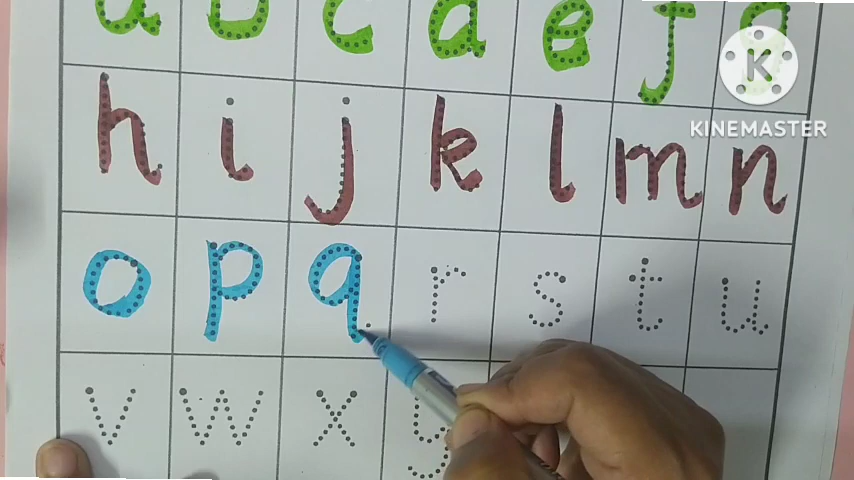 a b c d e f g
K
KINEMASTER
h i j k l m n
o p q r s t u
v w x y